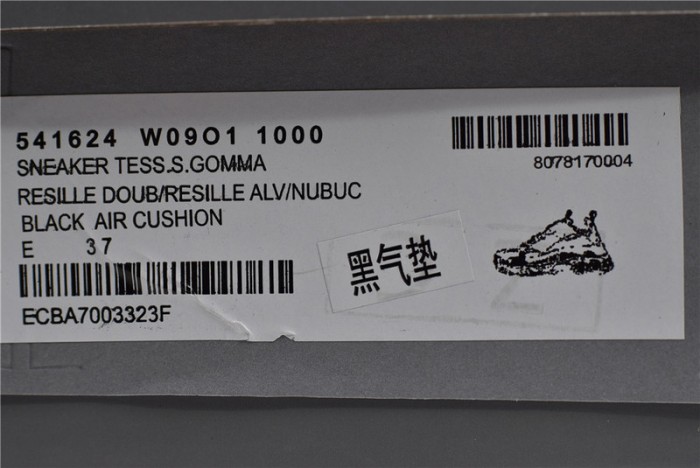 541624 W09O1 1000
8078170004
SNEAKER TESS.S.GOMMA
RESILLE DOUB/RESILLE ALV/NUBUC
BLACK AIR CUSHION
E 37
黑气垫
ECBA7003323F